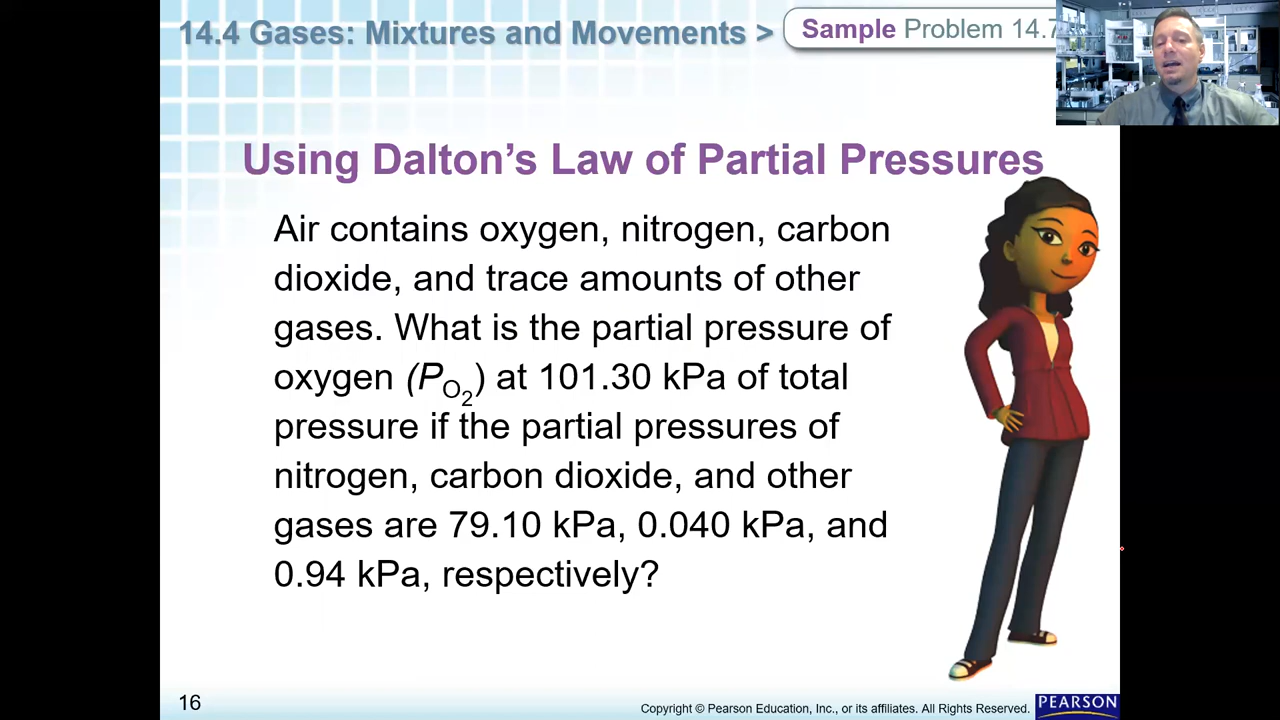 14.4 Gases: Mixtures and Movements >
Sample Problem 14.7
Using Dalton’s Law of Partial Pressures
Air contains oxygen, nitrogen, carbon
dioxide, and trace amounts of other
gases. What is the partial pressure of
oxygen (PO2) at 101.30 kPa of total
pressure if the partial pressures of
nitrogen, carbon dioxide, and other
gases are 79.10 kPa, 0.040 kPa, and
0.94 kPa, respectively?
16
Copyright © Pearson Education, Inc., or its affiliates. All Rights Reserved.
PEARSON